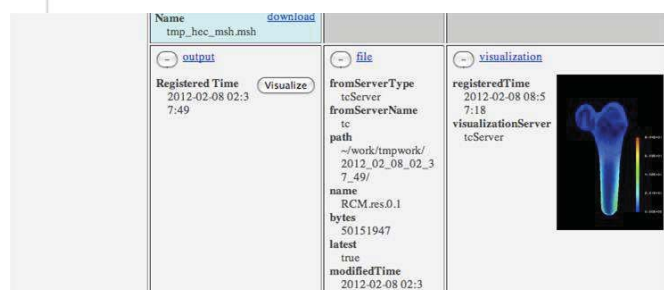 Name download
tmp_hec_msh.msh
- output
Registered Time Visualize
2012-02-08 02:3
7:49
- file
fromServerType
tcServer
fromServerName
tc
path
~/work/tmpwork/
2012_02_08_02_3
7_49/
name
RCM.res.0.1
bytes
50151947
latest
true
modifiedTime
2012-02-08 02:3
- visualization
registeredTime
2012-02-08 08:5
7:18
visualizationServer
tcServer